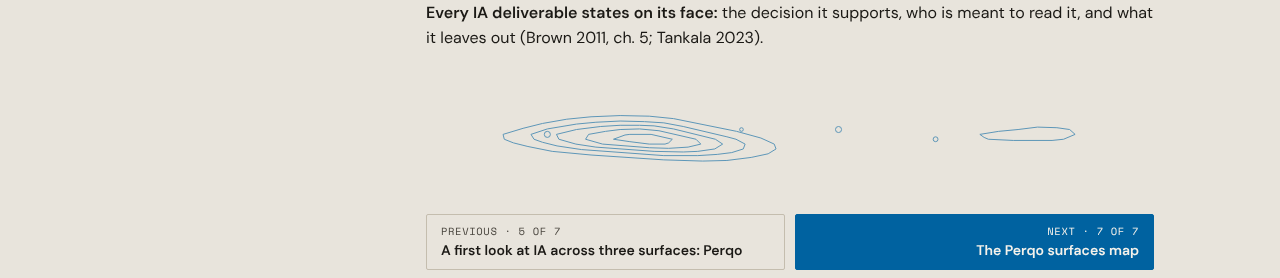 Every IA deliverable states on its face: the decision it supports, who is meant to read it, and what
it leaves out (Brown 2011, ch. 5; Tankala 2023).
PREVIOUS · 5 OF 7
A first look at IA across three surfaces: Perqo
NEXT · 7 OF 7
The Perqo surfaces map